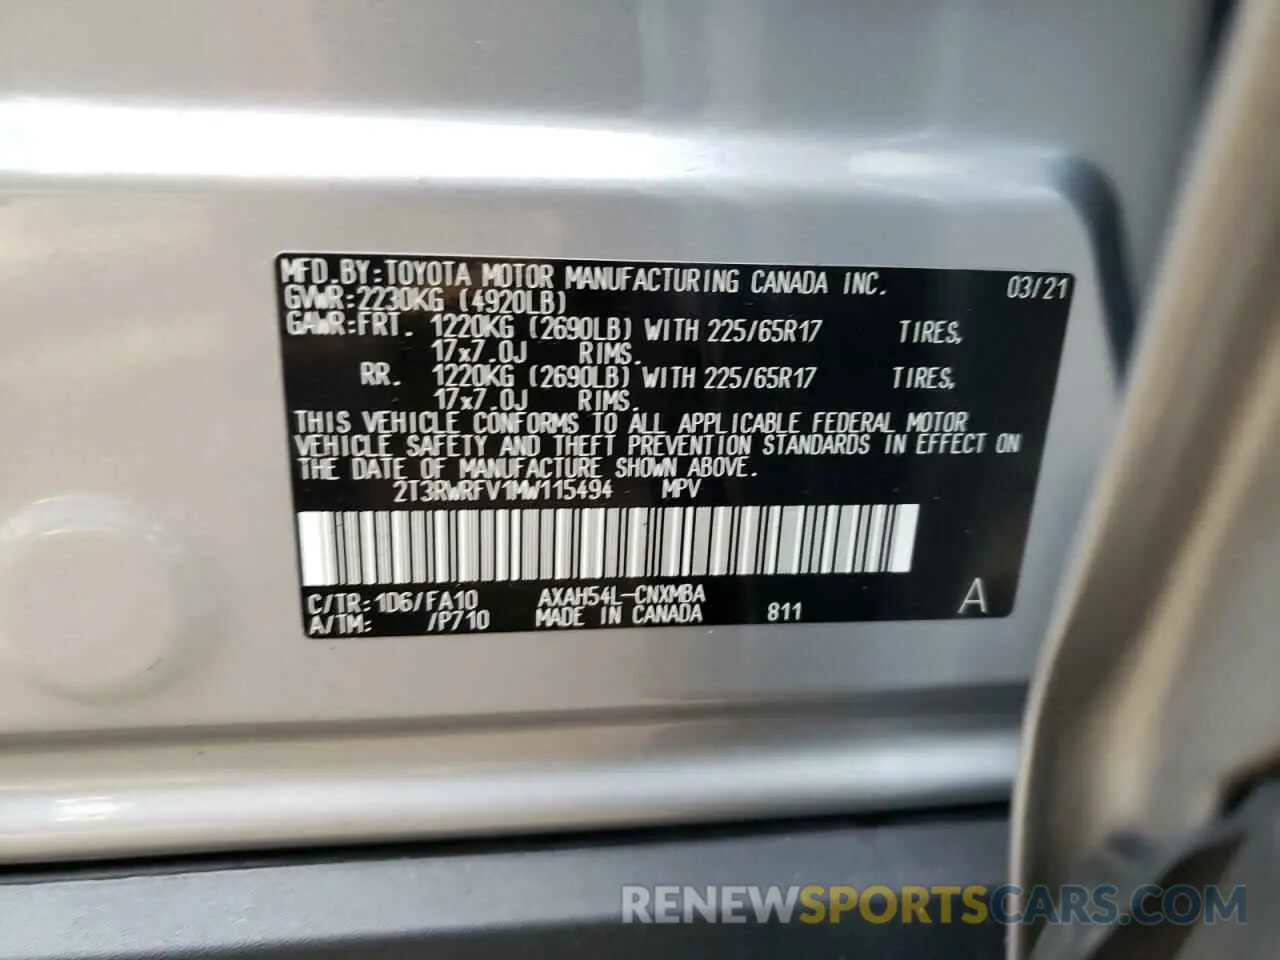 MFD.BY:TOYOTA MOTOR MANUFACTURING CANADA INC. 03/21
GVWR:2230KG (4920LB)
GAWR:FRT. 1220KG (2690LB) WITH 225/65R17 TIRES,
17x7.0J RIMS.
RR. 1220KG (2690LB) WITH 225/65R17 TIRES,
17x7.0J RIMS.
THIS VEHICLE CONFORMS TO ALL APPLICABLE FEDERAL MOTOR
VEHICLE SAFETY AND THEFT PREVENTION STANDARDS IN EFFECT ON
THE DATE OF MANUFACTURE SHOWN ABOVE.
2T3RWRFV1MW115494 MPV
C/TR:1D6/FA10 AXAH54L-CNXMBA
A/TM: /P710 MADE IN CANADA 811 A
RENEWSPORTSCARS.COM